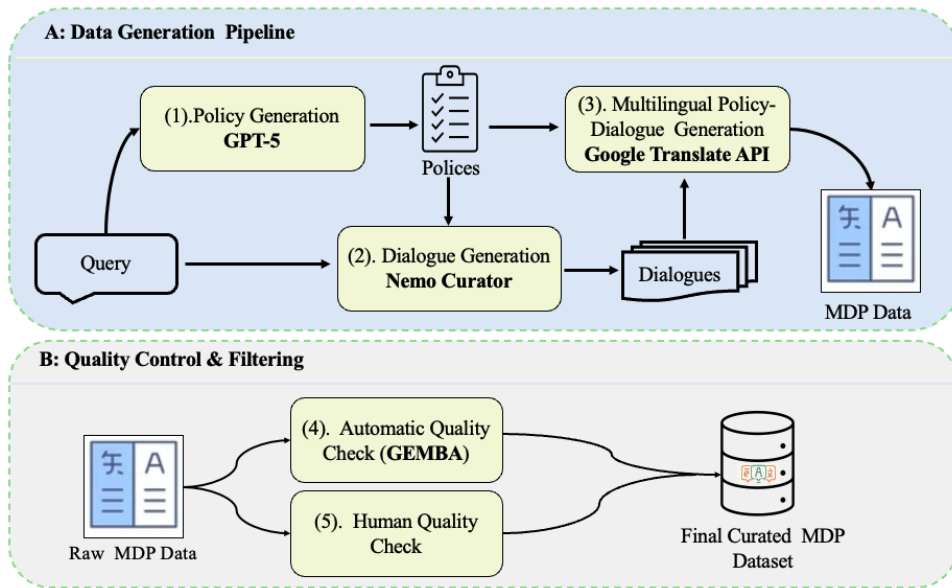 A: Data Generation Pipeline
(1).Policy Generation
GPT-5
Polices
(3). Multilingual Policy-
Dialogue Generation
Google Translate API
Query
(2). Dialogue Generation
Nemo Curator
Dialogues
矢 A
MDP Data
B: Quality Control & Filtering
(4). Automatic Quality
Check (GEMBA)
矢 A
Raw MDP Data
(5). Human Quality
Check
A
Final Curated MDP
Dataset